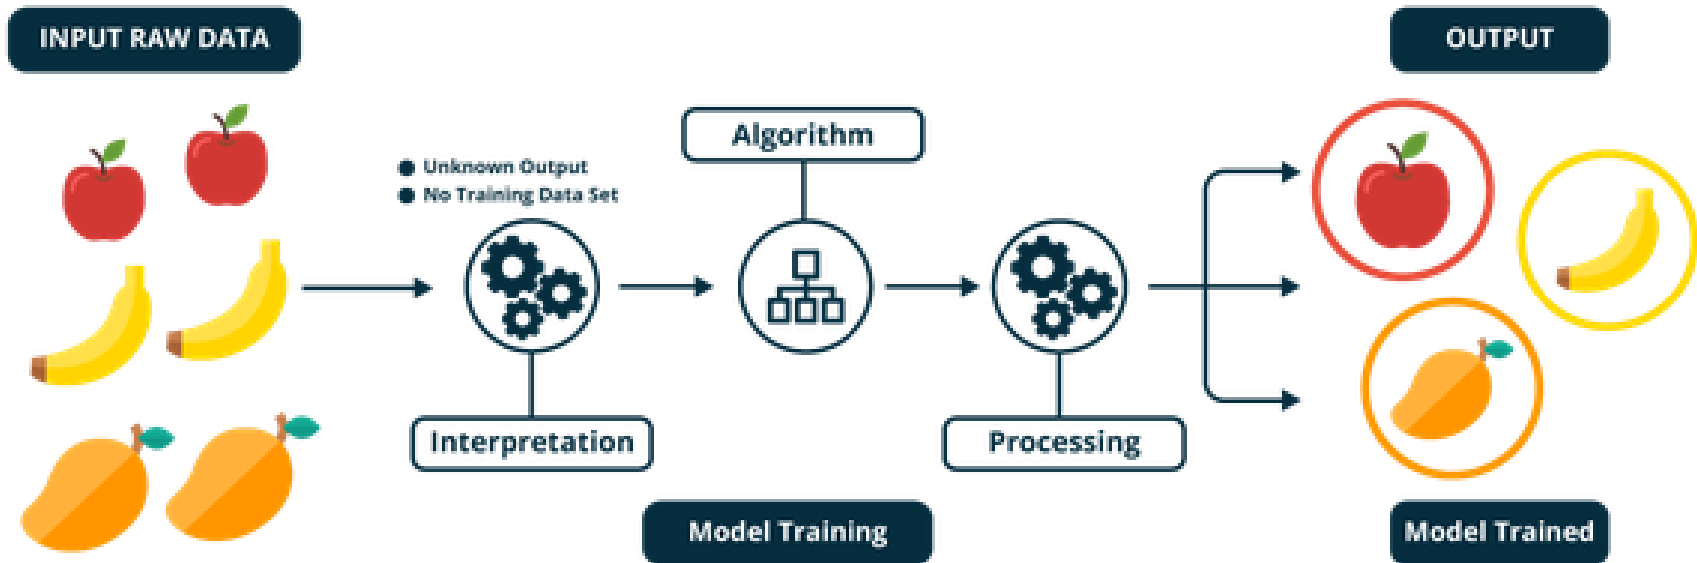 INPUT RAW DATA
OUTPUT
Algorithm
Unknown Output
No Training Data Set
Interpretation
Processing
Model Training
Model Trained